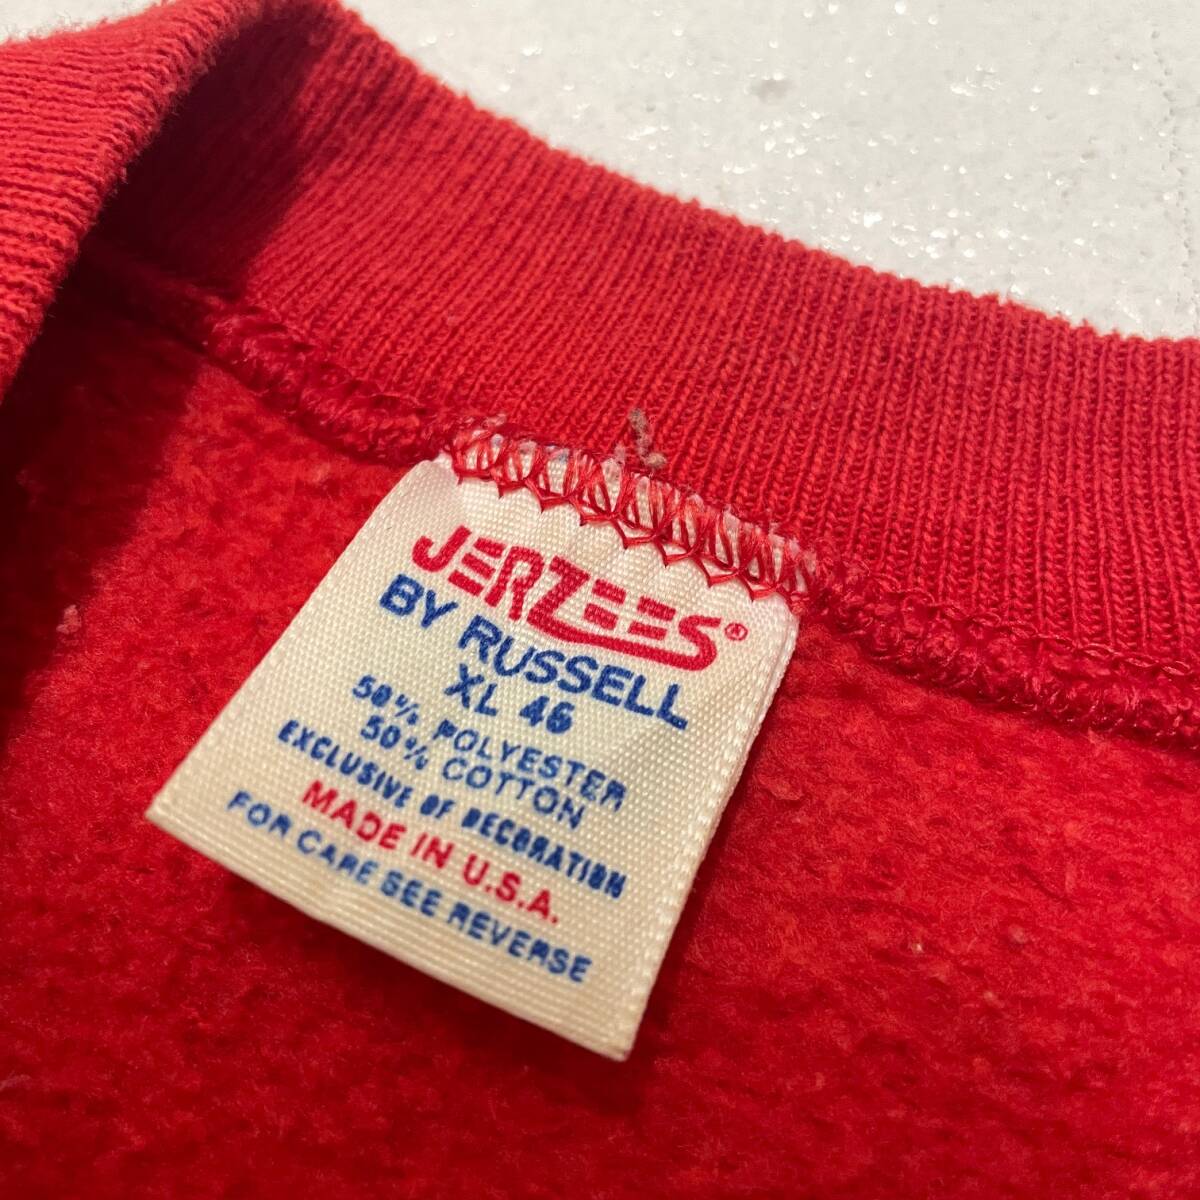 JERZEES®
BY RUSSELL
XL 46
50% POLYESTER
50% COTTON
EXCLUSIVE OF DECORATION
MADE IN U.S.A.
FOR CARE SEE REVERSE